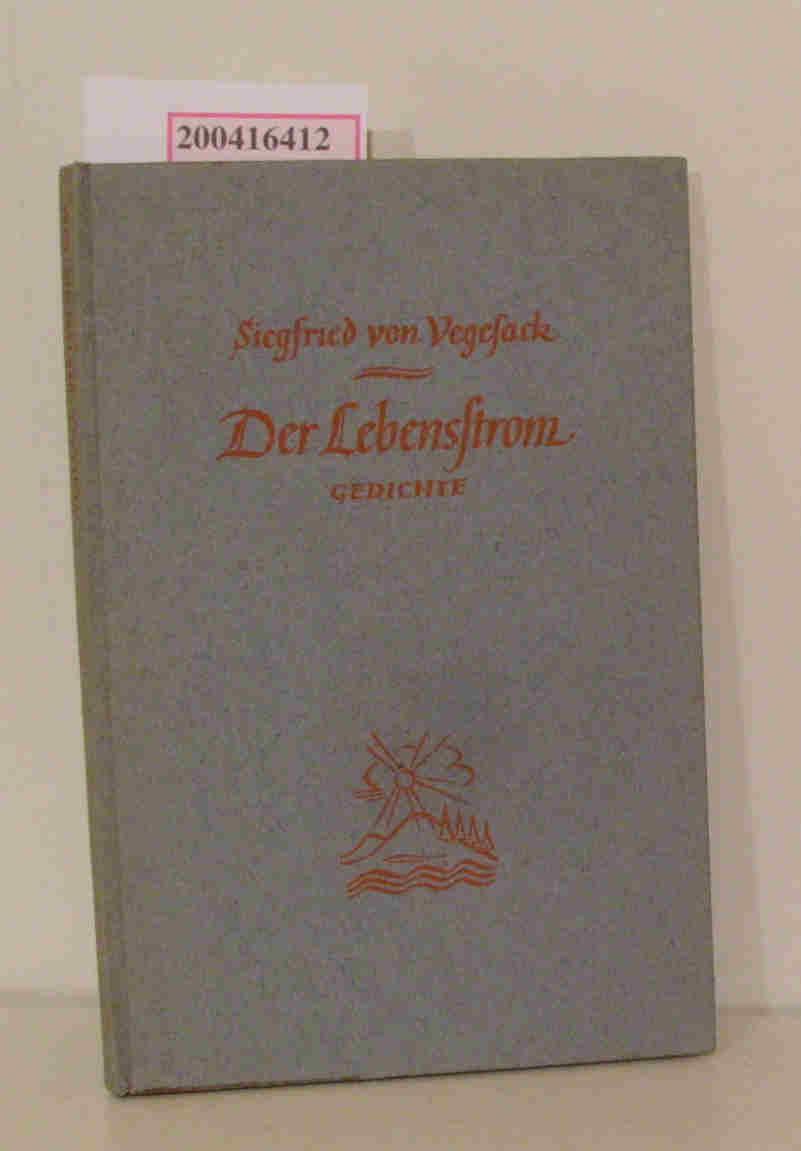 200416412
Siegfried von Vegeſack
Der Lebensſtrom
GEDICHTE